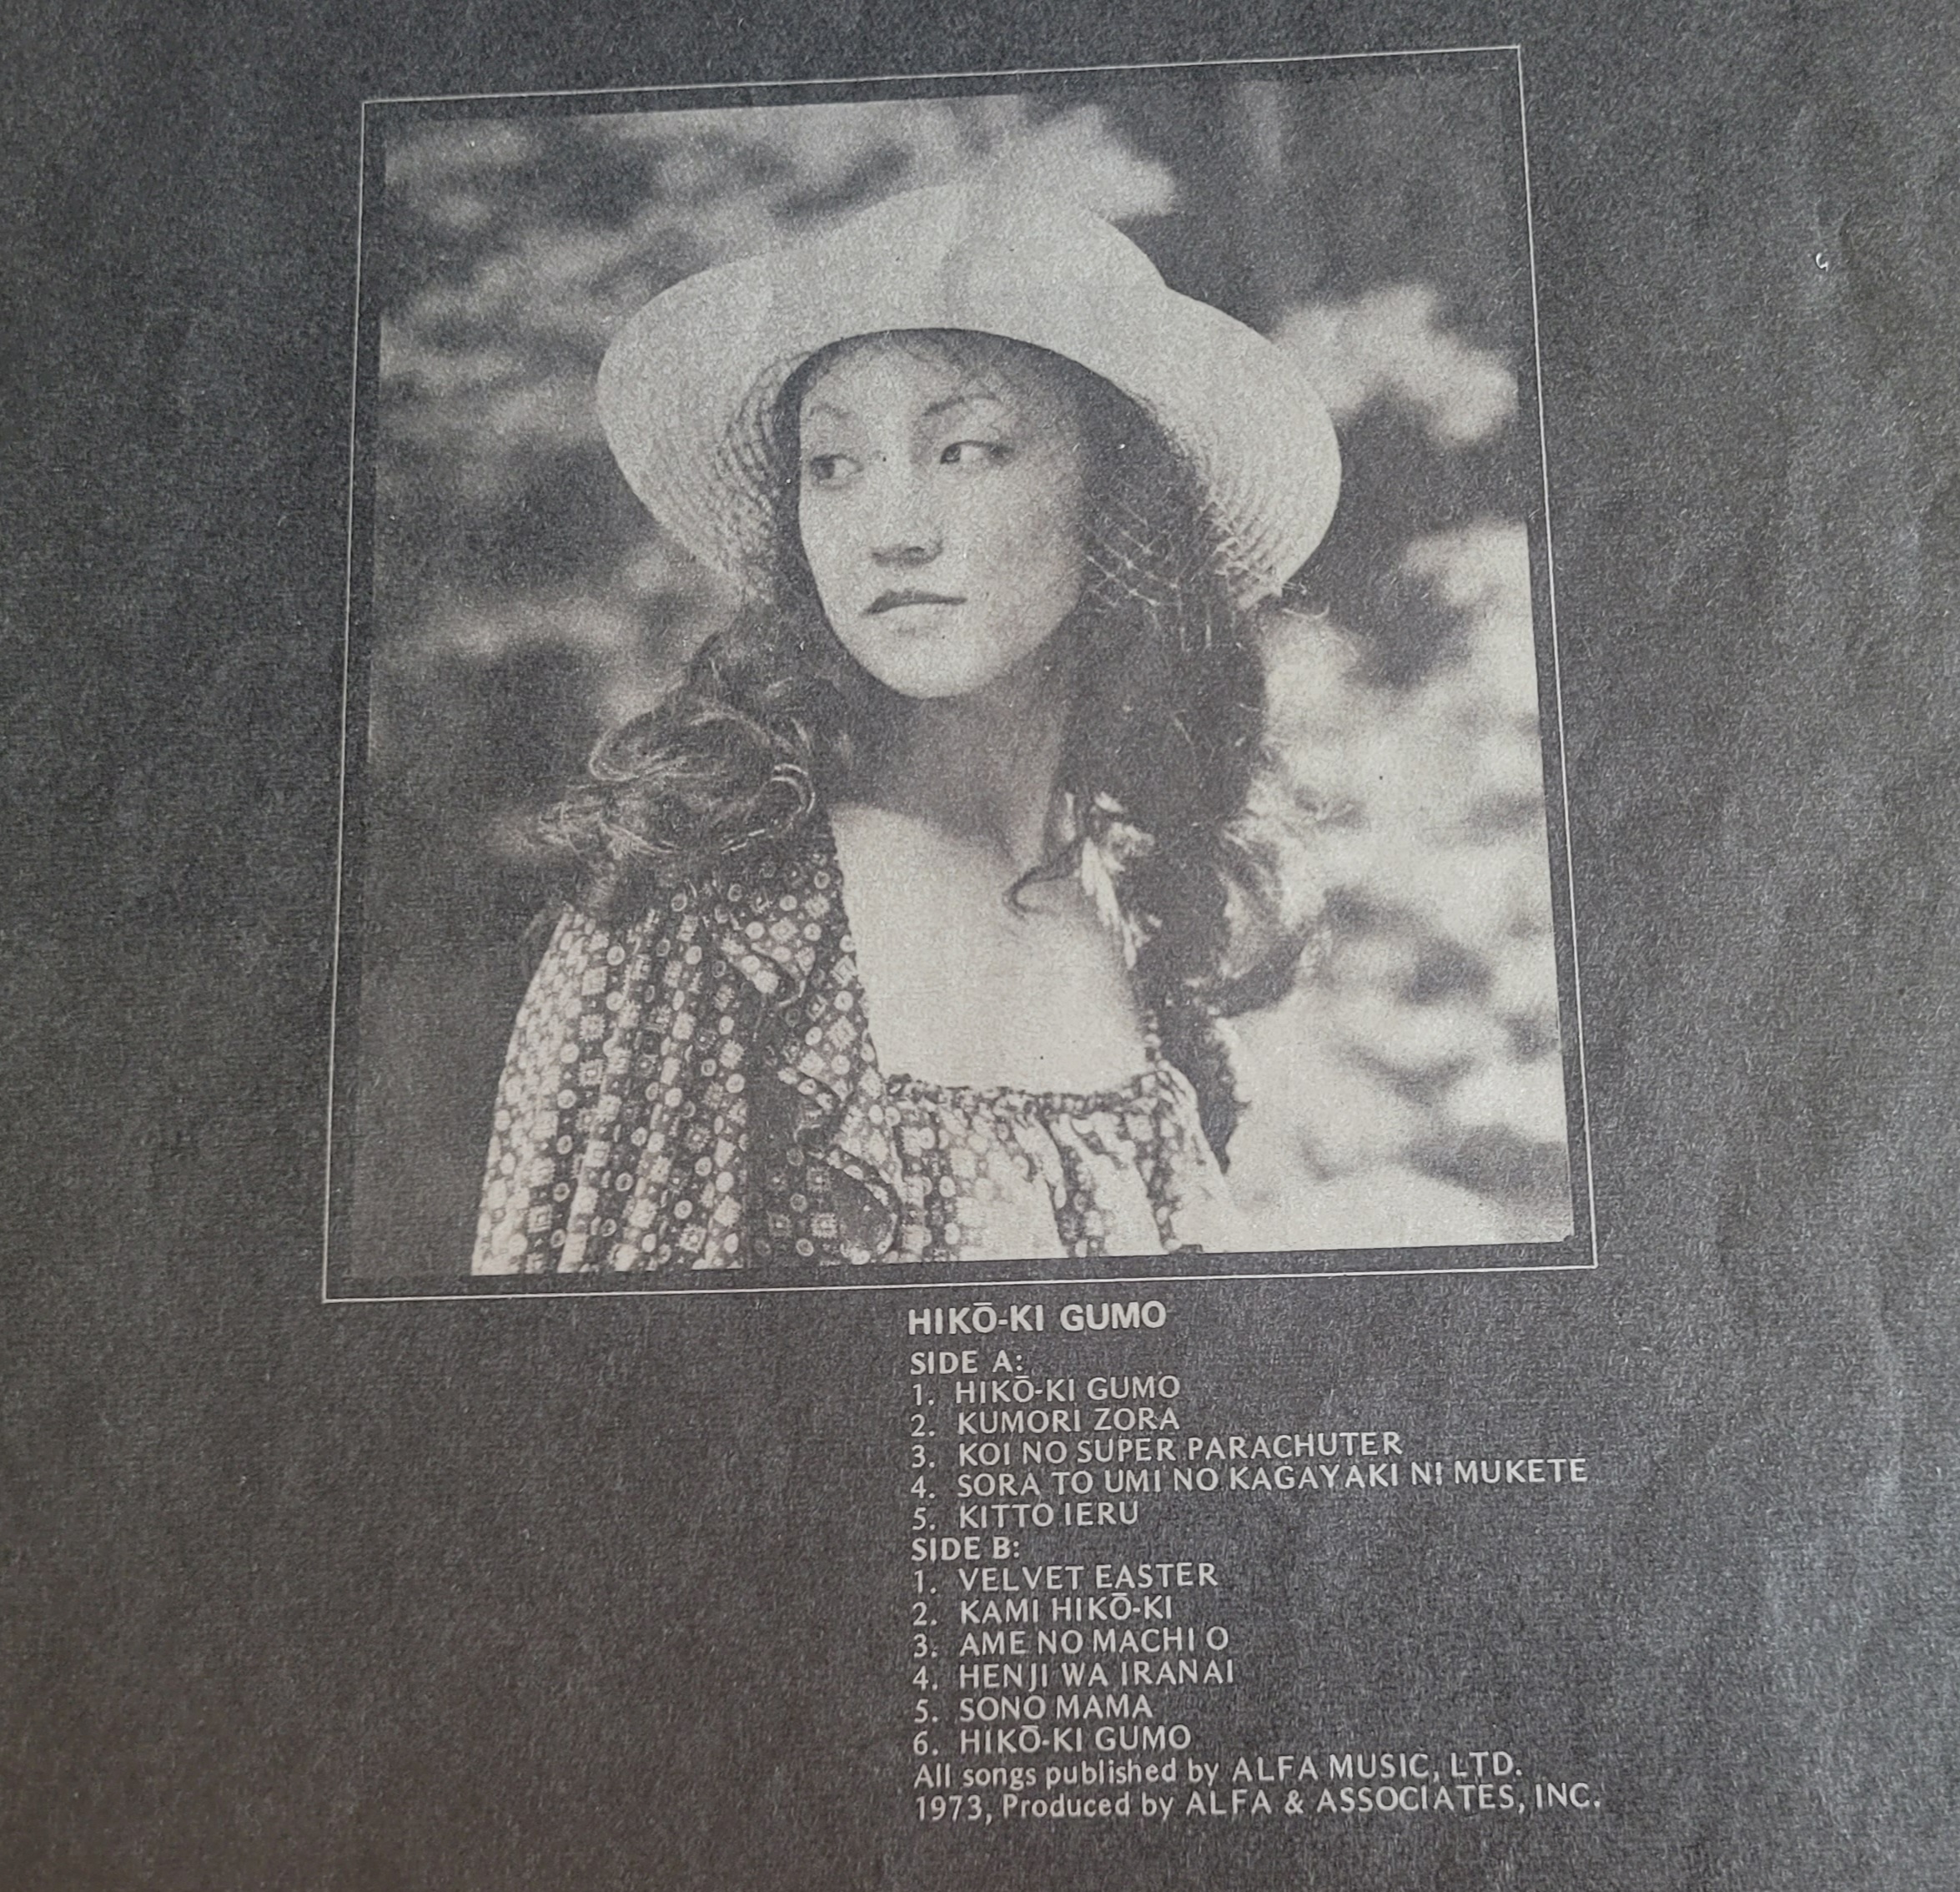 HIKŌ-KI GUMO
SIDE A:
1. HIKŌ-KI GUMO
2. KUMORI ZORA
3. KOI NO SUPER PARACHUTER
4. SORA TO UMI NO KAGAYAKI NI MUKETE
5. KITTO IERU
SIDE B:
1. VELVET EASTER
2. KAMI HIKŌ-KI
3. AME NO MACHI O
4. HENJI WA IRANAI
5. SONO MAMA
6. HIKŌ-KI GUMO
All songs published by ALFA MUSIC, LTD.
1973, Produced by ALFA & ASSOCIATES, INC.